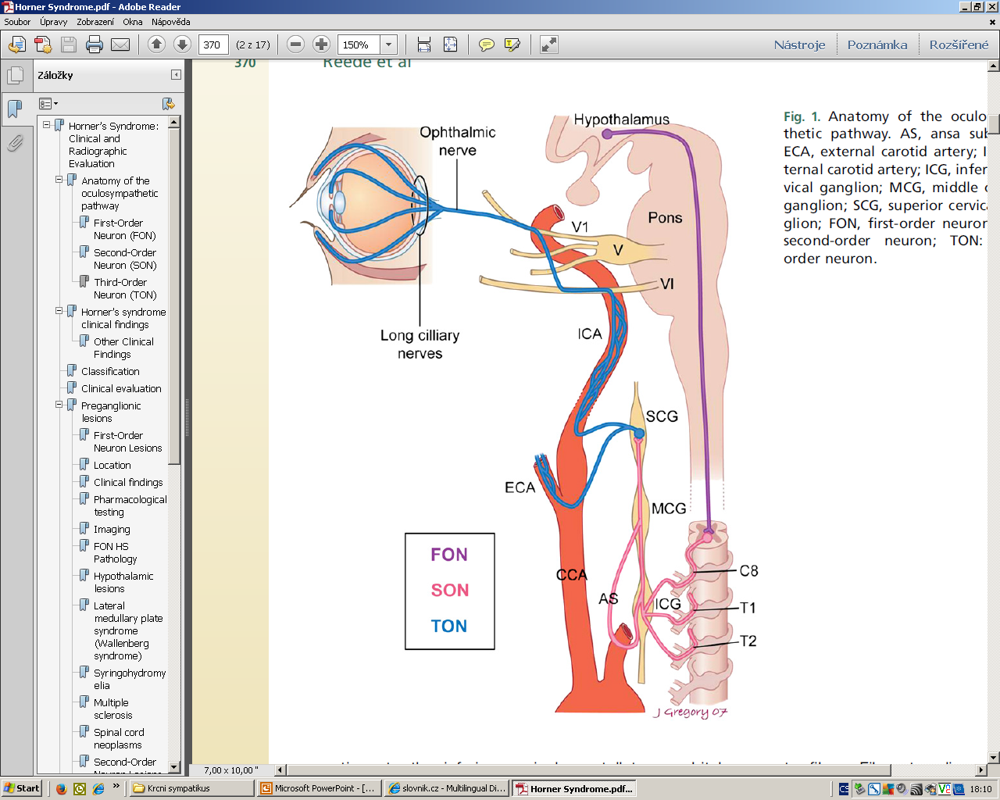 Horner Syndrome.pdf - Adobe Reader
Soubor Úpravy Zobrazení Okna Nápověda
370 (2 z 17) 150% Nástroje Poznámka Rozšířené
Záložky
Horner's Syndrome:
Clinical and
Radiographic
Evaluation
Anatomy of the
oculosympathetic
pathway
First-Order
Neuron (FON)
Second-Order
Neuron (SON)
Third-Order
Neuron (TON)
Horner's syndrome
clinical findings
Other Clinical
Findings
Classification
Clinical evaluation
Preganglionic
lesions
First-Order
Neuron Lesions
Location
Clinical findings
Pharmacological
testing
Imaging
FON HS
Pathology
Hypothalamic
lesions
Lateral
medullary plate
syndrome
(Wallenberg
syndrome)
Syringohydromy
elia
Multiple
sclerosis
Spinal cord
neoplasms
Second-Order
370 Reede et al
Hypothalamus
Ophthalmic
nerve
Pons
V1
V
VI
ICA
Long cilliary
nerves
SCG
ECA
MCG
FON
SON
TON
CCA
AS
ICG
C8
T1
T2
J Gregory 07
Fig. 1. Anatomy of the oculo
thetic pathway. AS, ansa sub
ECA, external carotid artery; I
ternal carotid artery; ICG, infer
vical ganglion; MCG, middle c
ganglion; SCG, superior cervic
glion; FON, first-order neuron
second-order neuron; TON:
order neuron.
7,00 x 10,00 "
Start » Krcni sympatikus Microsoft PowerPoint - [... slovnik.cz - Multilingual Di... Horner Syndrome.pdf... CS 18:10